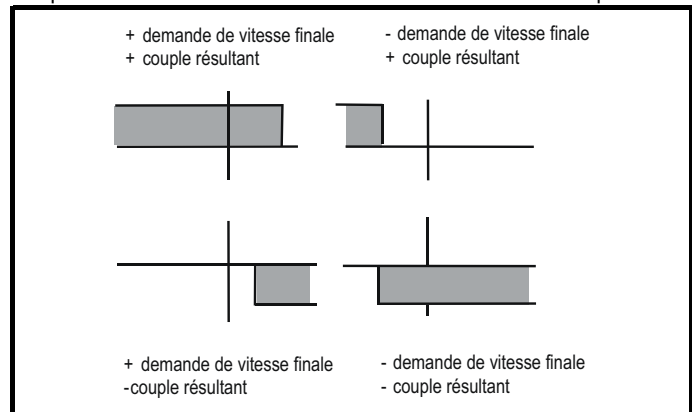 + demande de vitesse finale
+ couple résultant
- demande de vitesse finale
+ couple résultant
+ demande de vitesse finale
-couple résultant
- demande de vitesse finale
- couple résultant